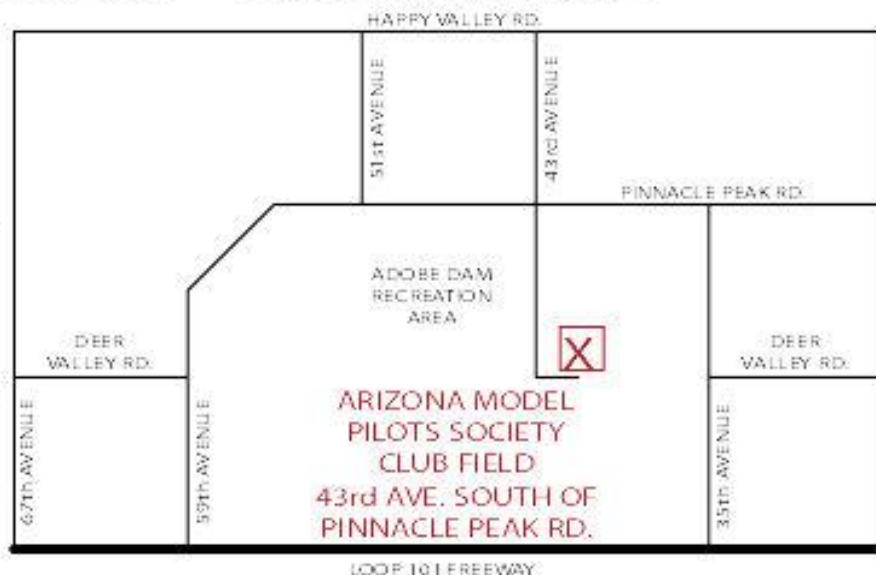 HAPPY VALLEY RD.
51st AVENUE
43rd AVENUE
PINNACLE PEAK RD.
ADOBE DAM
RECREATION
AREA
DEER
VALLEY RD.
X
DEER
VALLEY RD.
67th AVENUE
59th AVENUE
ARIZONA MODEL
PILOTS SOCIETY
CLUB FIELD
43rd AVE. SOUTH OF
PINNACLE PEAK RD.
35th AVENUE
LOOP 101 FREEWAY